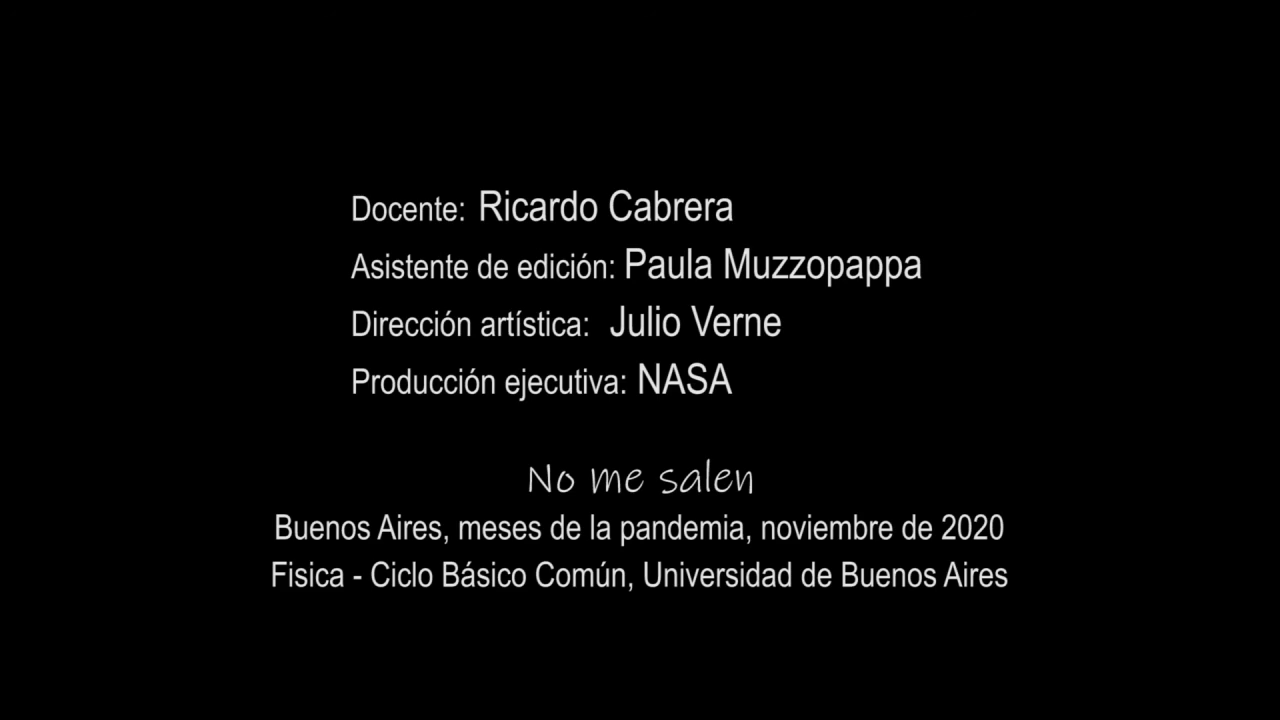 Docente: Ricardo Cabrera
Asistente de edición: Paula Muzzopappa
Dirección artística: Julio Verne
Producción ejecutiva: NASA
No me salen
Buenos Aires, meses de la pandemia, noviembre de 2020
Fisica - Ciclo Básico Común, Universidad de Buenos Aires